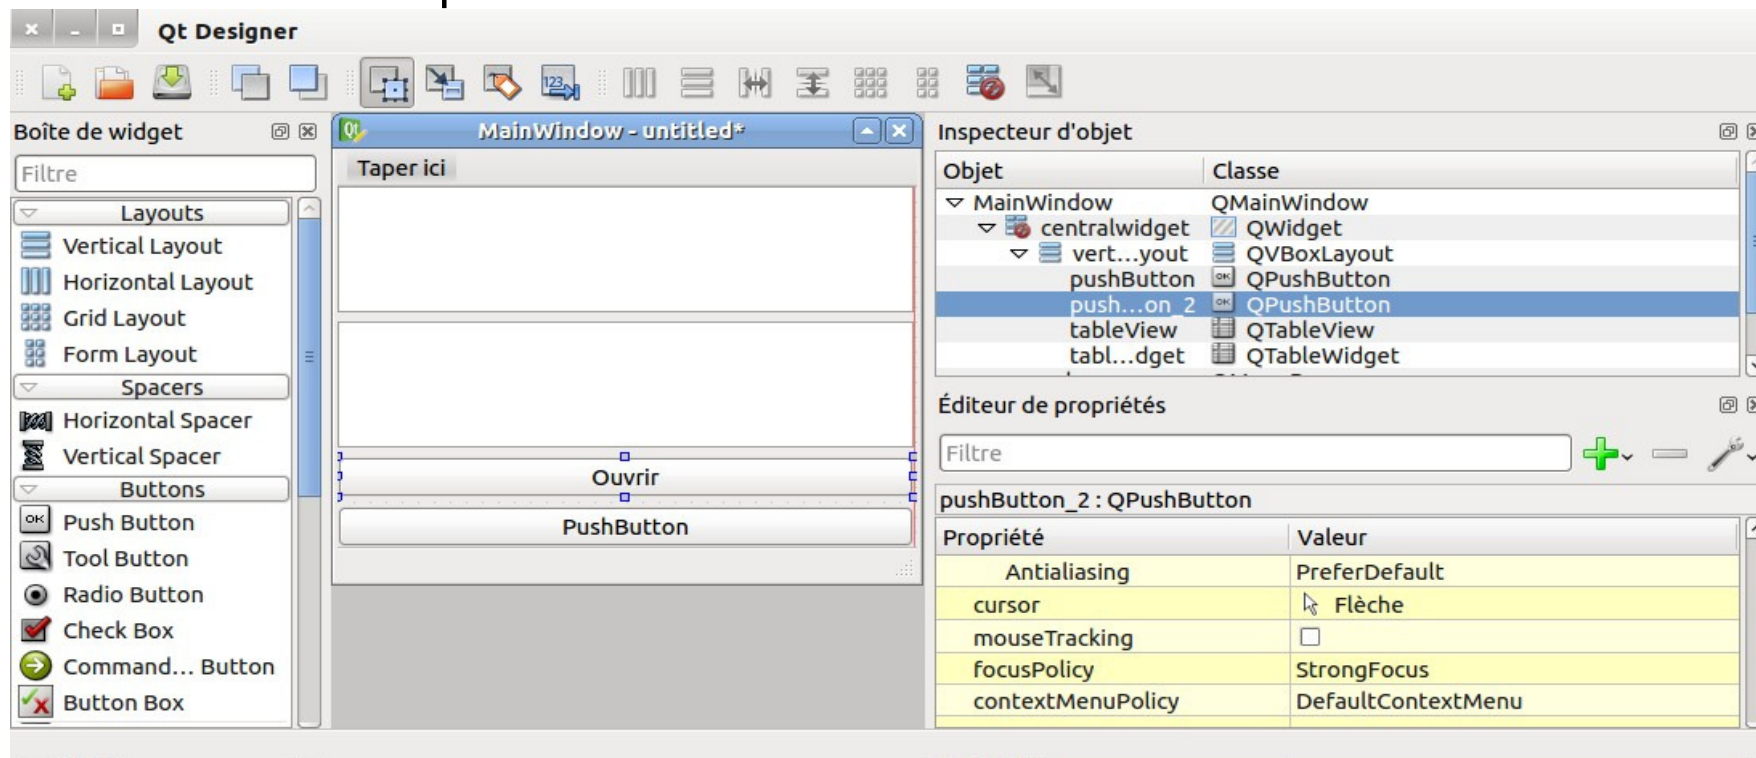 Qt Designer
Boîte de widget
Filtre
Layouts
Vertical Layout
Horizontal Layout
Grid Layout
Form Layout
Spacers
Horizontal Spacer
Vertical Spacer
Buttons
OK Push Button
Tool Button
Radio Button
Check Box
Command... Button
Button Box
123
MainWindow - untitled*
Taper ici
Ouvrir
PushButton
Inspecteur d'objet
Objet Classe
MainWindow QMainWindow
centralwidget QWidget
vert...yout QVBoxLayout
pushButton OK QPushButton
push...on_2 OK QPushButton
tableView QTableView
tabl...dget QTableWidget
Éditeur de propriétés
Filtre
pushButton_2 : QPushButton
Propriété Valeur
Antialiasing PreferDefault
cursor Flèche
mouseTracking
focusPolicy StrongFocus
contextMenuPolicy DefaultContextMenu